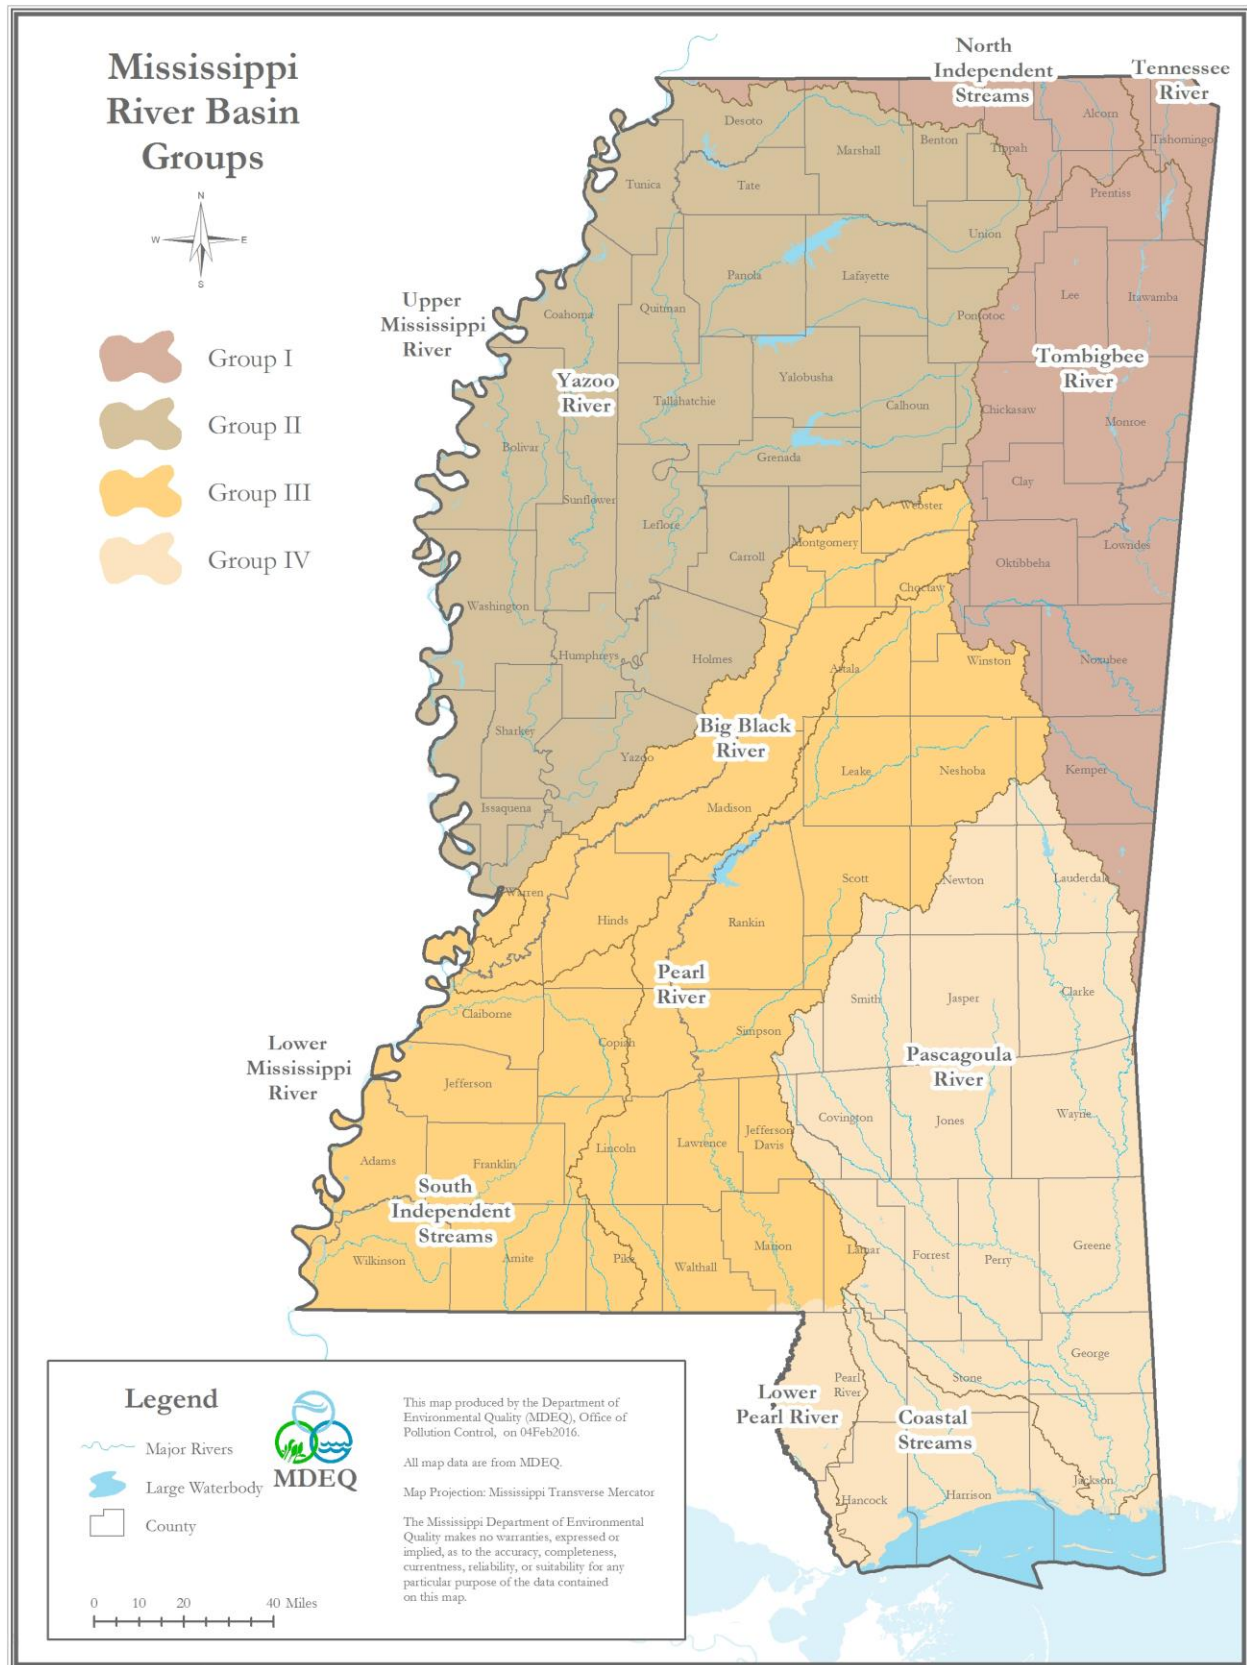 Mississippi
River Basin
Groups
N
W
E
S
Group I
Group II
Group III
Group IV
North
Independent
Streams
Tennessee
River
Upper
Mississippi
River
Yazoo
River
Tombigbee
River
Big Black
River
Pearl
River
Lower
Mississippi
River
Pascagoula
River
South
Independent
Streams
Lower
Pearl River
Coastal
Streams
Desoto
Marshall
Benton
Tippah
Alcorn
Tishomingo
Tunica
Tate
Prentiss
Union
Panola
Lafayette
Lee
Itawamba
Coahoma
Quitman
Pontotoc
Yalobusha
Tallahatchie
Calhoun
Chickasaw
Monroe
Bolivar
Grenada
Clay
Sunflower
Leflore
Webster
Carroll
Montgomery
Lowndes
Oktibbeha
Choctaw
Washington
Humphreys
Holmes
Attala
Winston
Noxubee
Sharkey
Yazoo
Leake
Neshoba
Kemper
Issaquena
Madison
Warren
Hinds
Rankin
Scott
Newton
Lauderdale
Claiborne
Copiah
Simpson
Smith
Jasper
Clarke
Jefferson
Covington
Jones
Wayne
Adams
Franklin
Lincoln
Lawrence
Jefferson
Davis
Wilkinson
Amite
Pike
Walthall
Marion
Lamar
Forrest
Perry
Greene
George
Pearl
River
Stone
Hancock
Harrison
Jackson
Legend
Major Rivers
Large Waterbody
County
MDEQ
0 10 20 40 Miles
This map produced by the Department of
Environmental Quality (MDEQ), Office of
Pollution Control, on 04Feb2016.
All map data are from MDEQ.
Map Projection: Mississippi Transverse Mercator
The Mississippi Department of Environmental
Quality makes no warranties, expressed or
implied, as to the accuracy, completeness,
currentness, reliability, or suitability for any
particular purpose of the data contained
on this map.